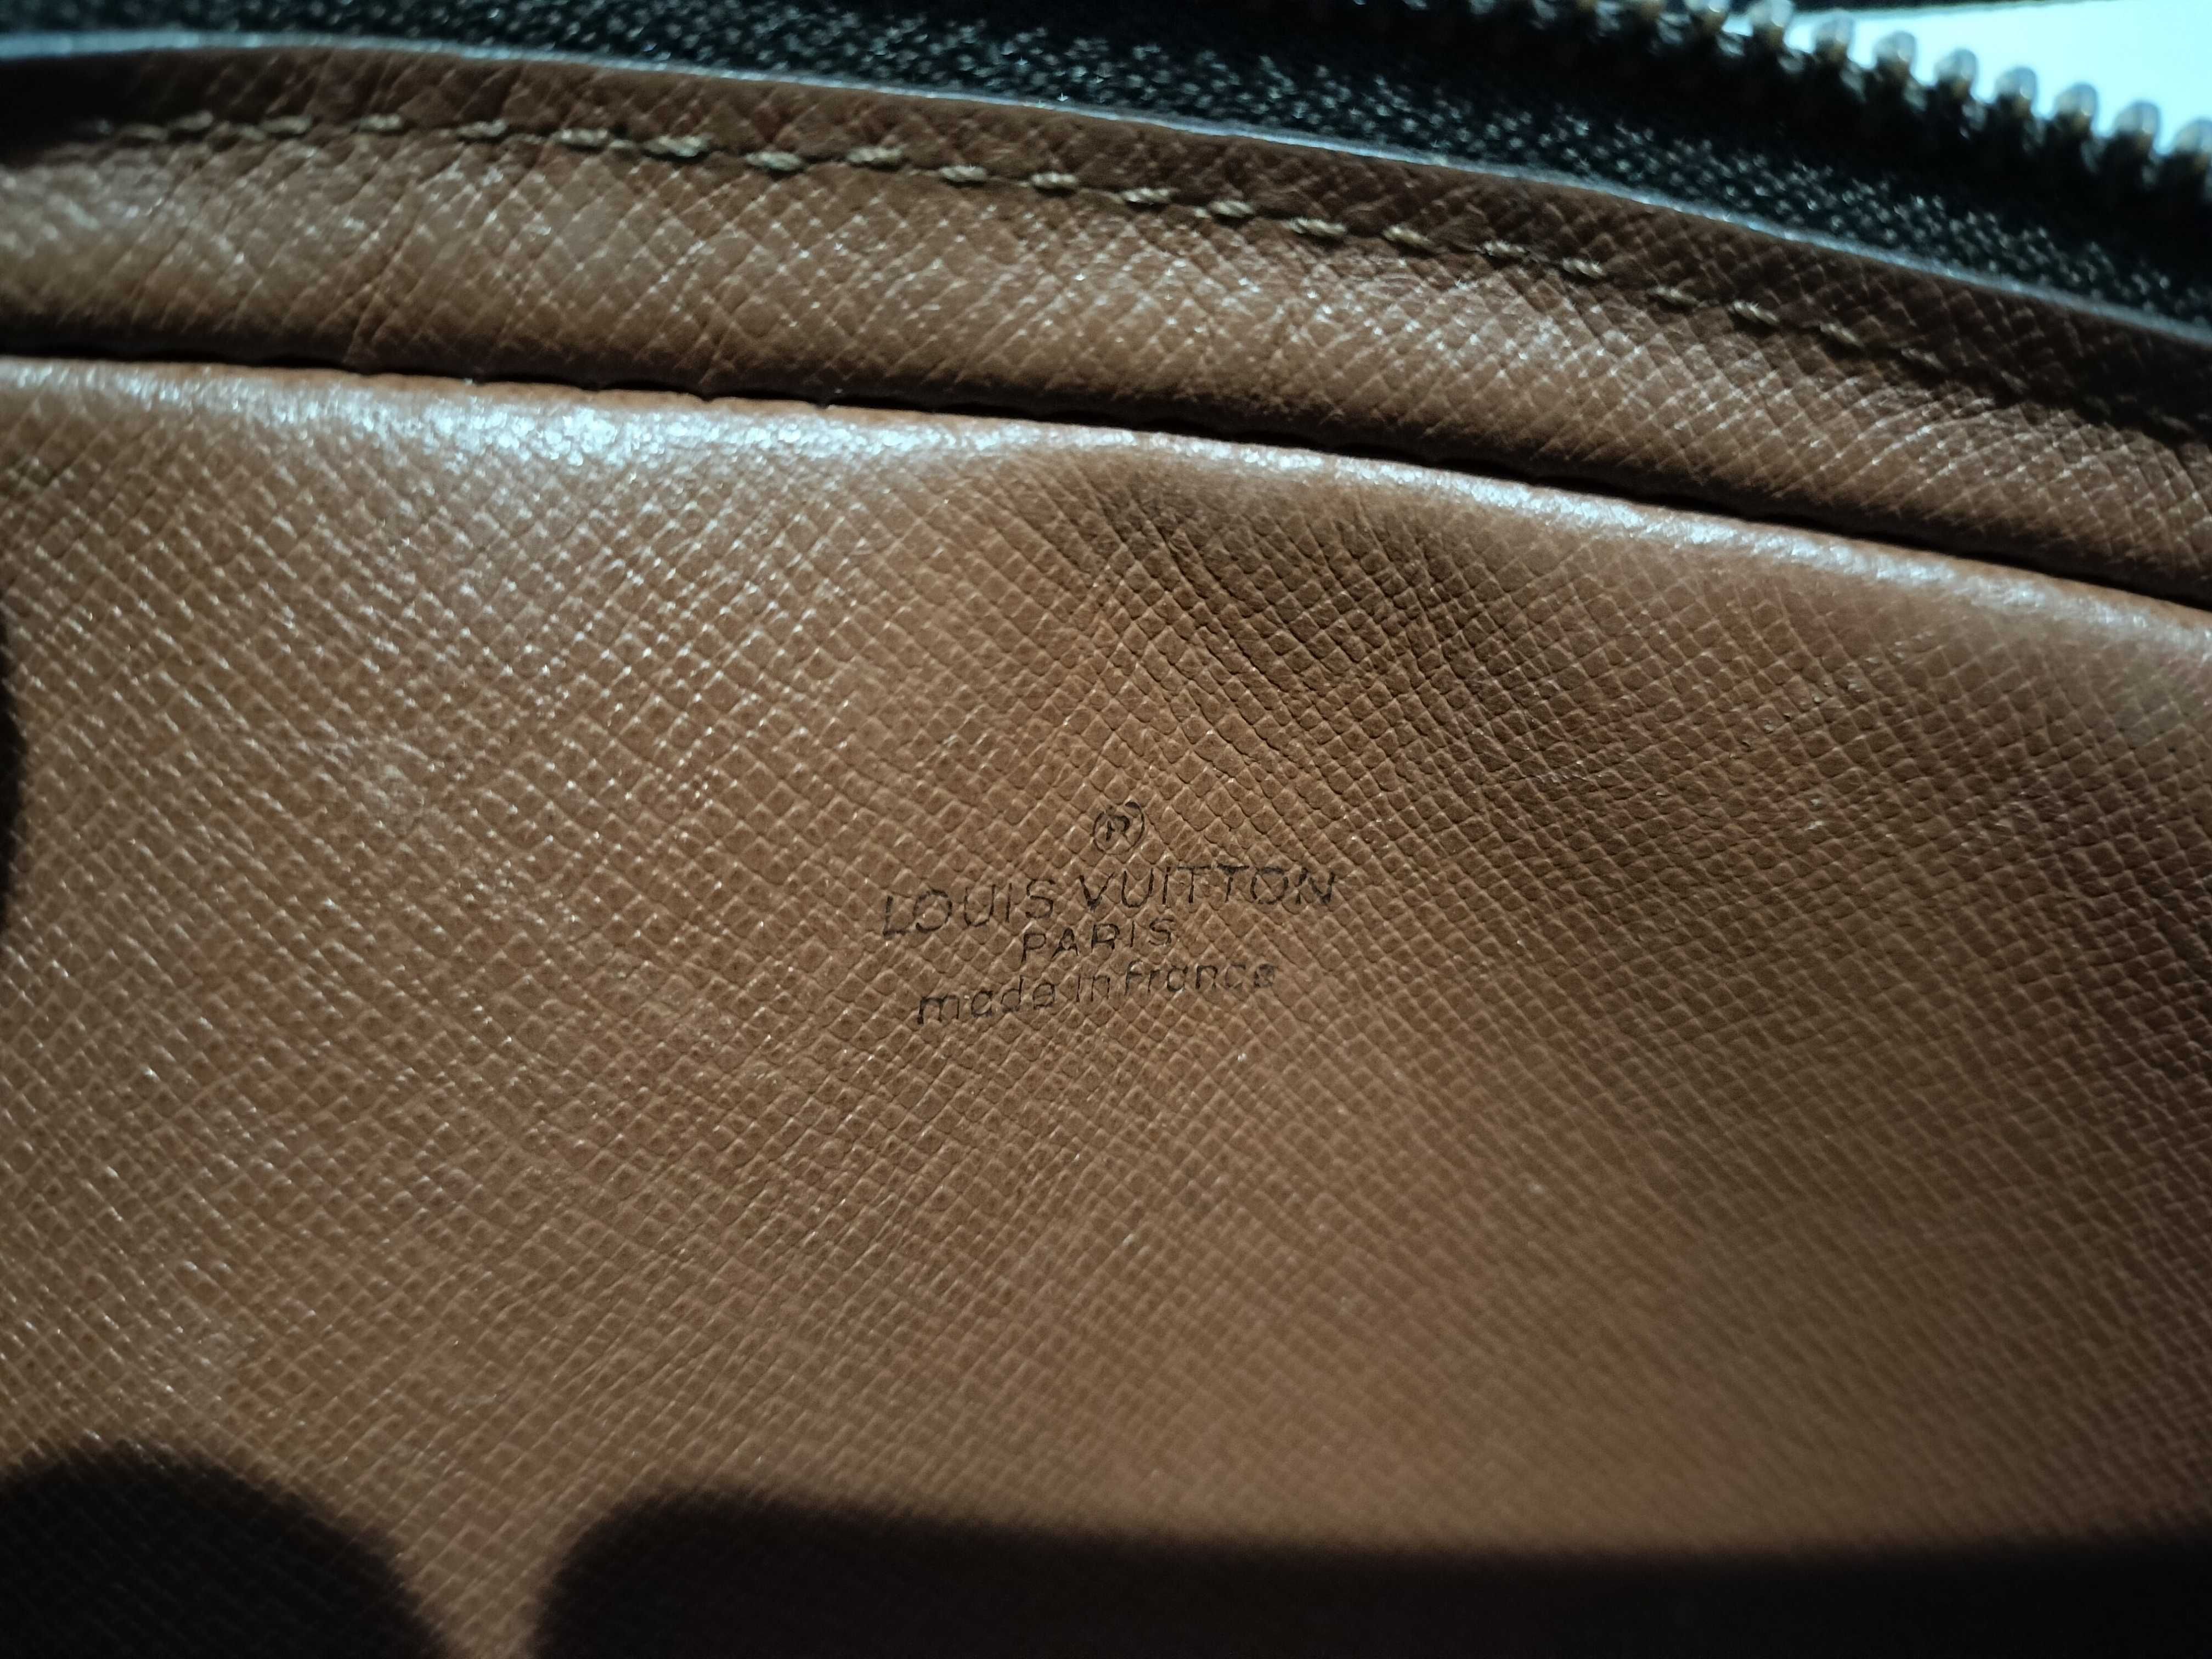 ®
LOUIS VUITTON
PARIS
made in France